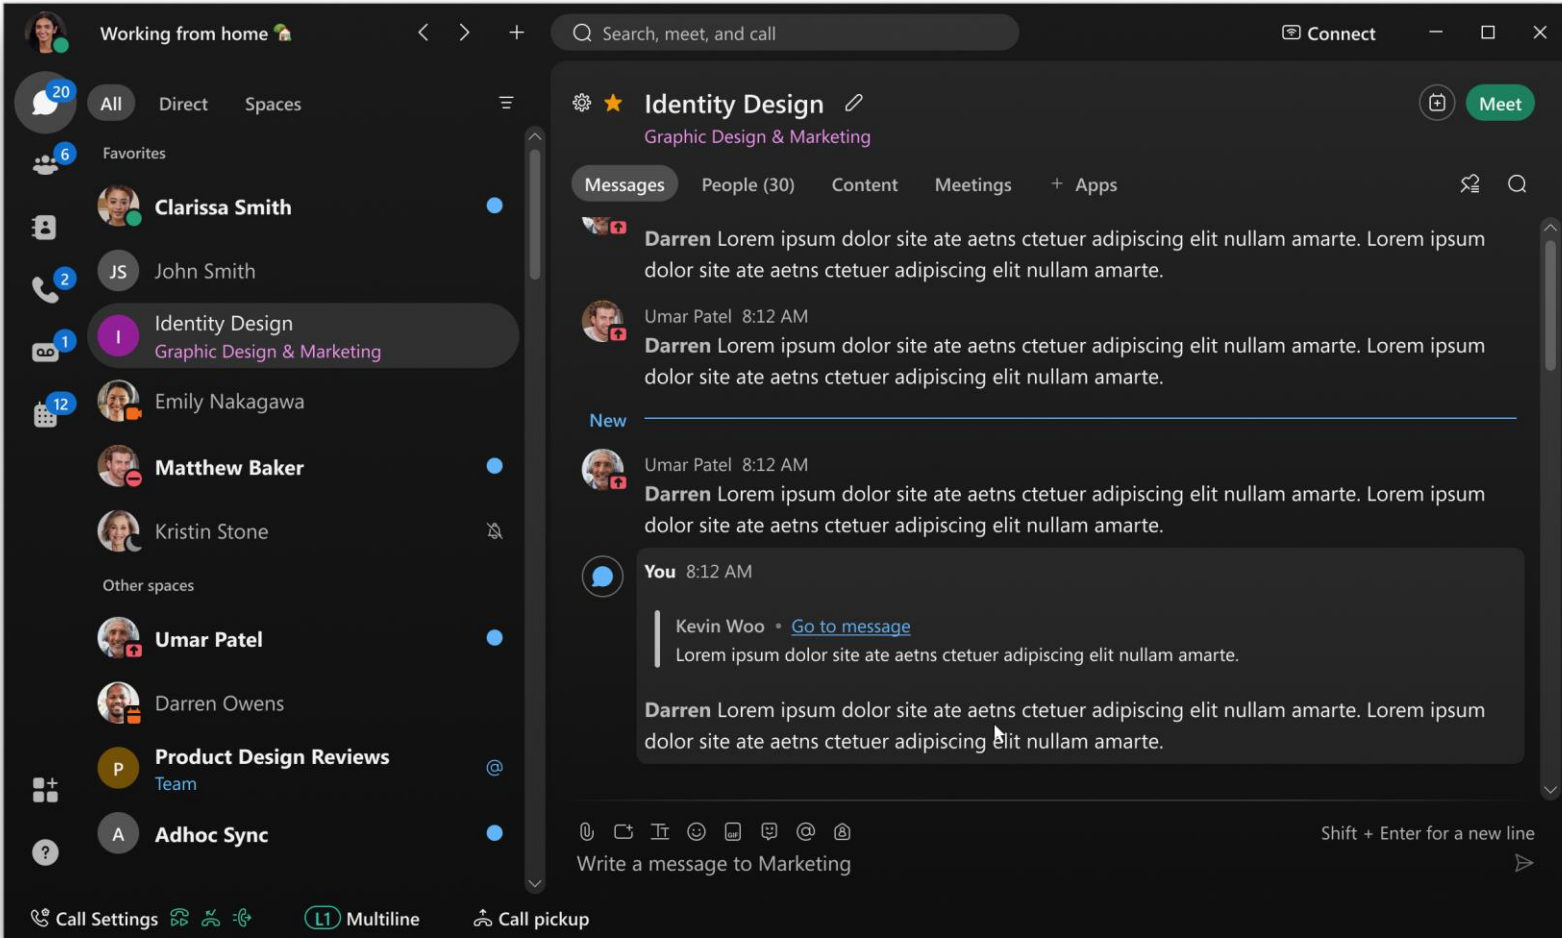 Working from home
Search, meet, and call
Connect
20
All
Direct
Spaces
6
Favorites
Clarissa Smith
JS
John Smith
2
I
Identity Design
Graphic Design & Marketing
1
Emily Nakagawa
12
Matthew Baker
Kristin Stone
Other spaces
Umar Patel
Darren Owens
P
Product Design Reviews
@
Team
A
Adhoc Sync
?
Identity Design
Graphic Design & Marketing
Meet
Messages
People (30)
Content
Meetings
+ Apps
Darren Lorem ipsum dolor site ate aetns ctetuer adipiscing elit nullam amarte. Lorem ipsum
dolor site ate aetns ctetuer adipiscing elit nullam amarte.
Umar Patel 8:12 AM
Darren Lorem ipsum dolor site ate aetns ctetuer adipiscing elit nullam amarte. Lorem ipsum
dolor site ate aetns ctetuer adipiscing elit nullam amarte.
New
Umar Patel 8:12 AM
Darren Lorem ipsum dolor site ate aetns ctetuer adipiscing elit nullam amarte. Lorem ipsum
dolor site ate aetns ctetuer adipiscing elit nullam amarte.
You 8:12 AM
Kevin Woo • Go to message
Lorem ipsum dolor site ate aetns ctetuer adipiscing elit nullam amarte.
Darren Lorem ipsum dolor site ate aetns ctetuer adipiscing elit nullam amarte. Lorem ipsum
dolor site ate aetns ctetuer adipiscing elit nullam amarte.
GIF
@
Shift + Enter for a new line
Write a message to Marketing
Call Settings
L1 Multiline
Call pickup